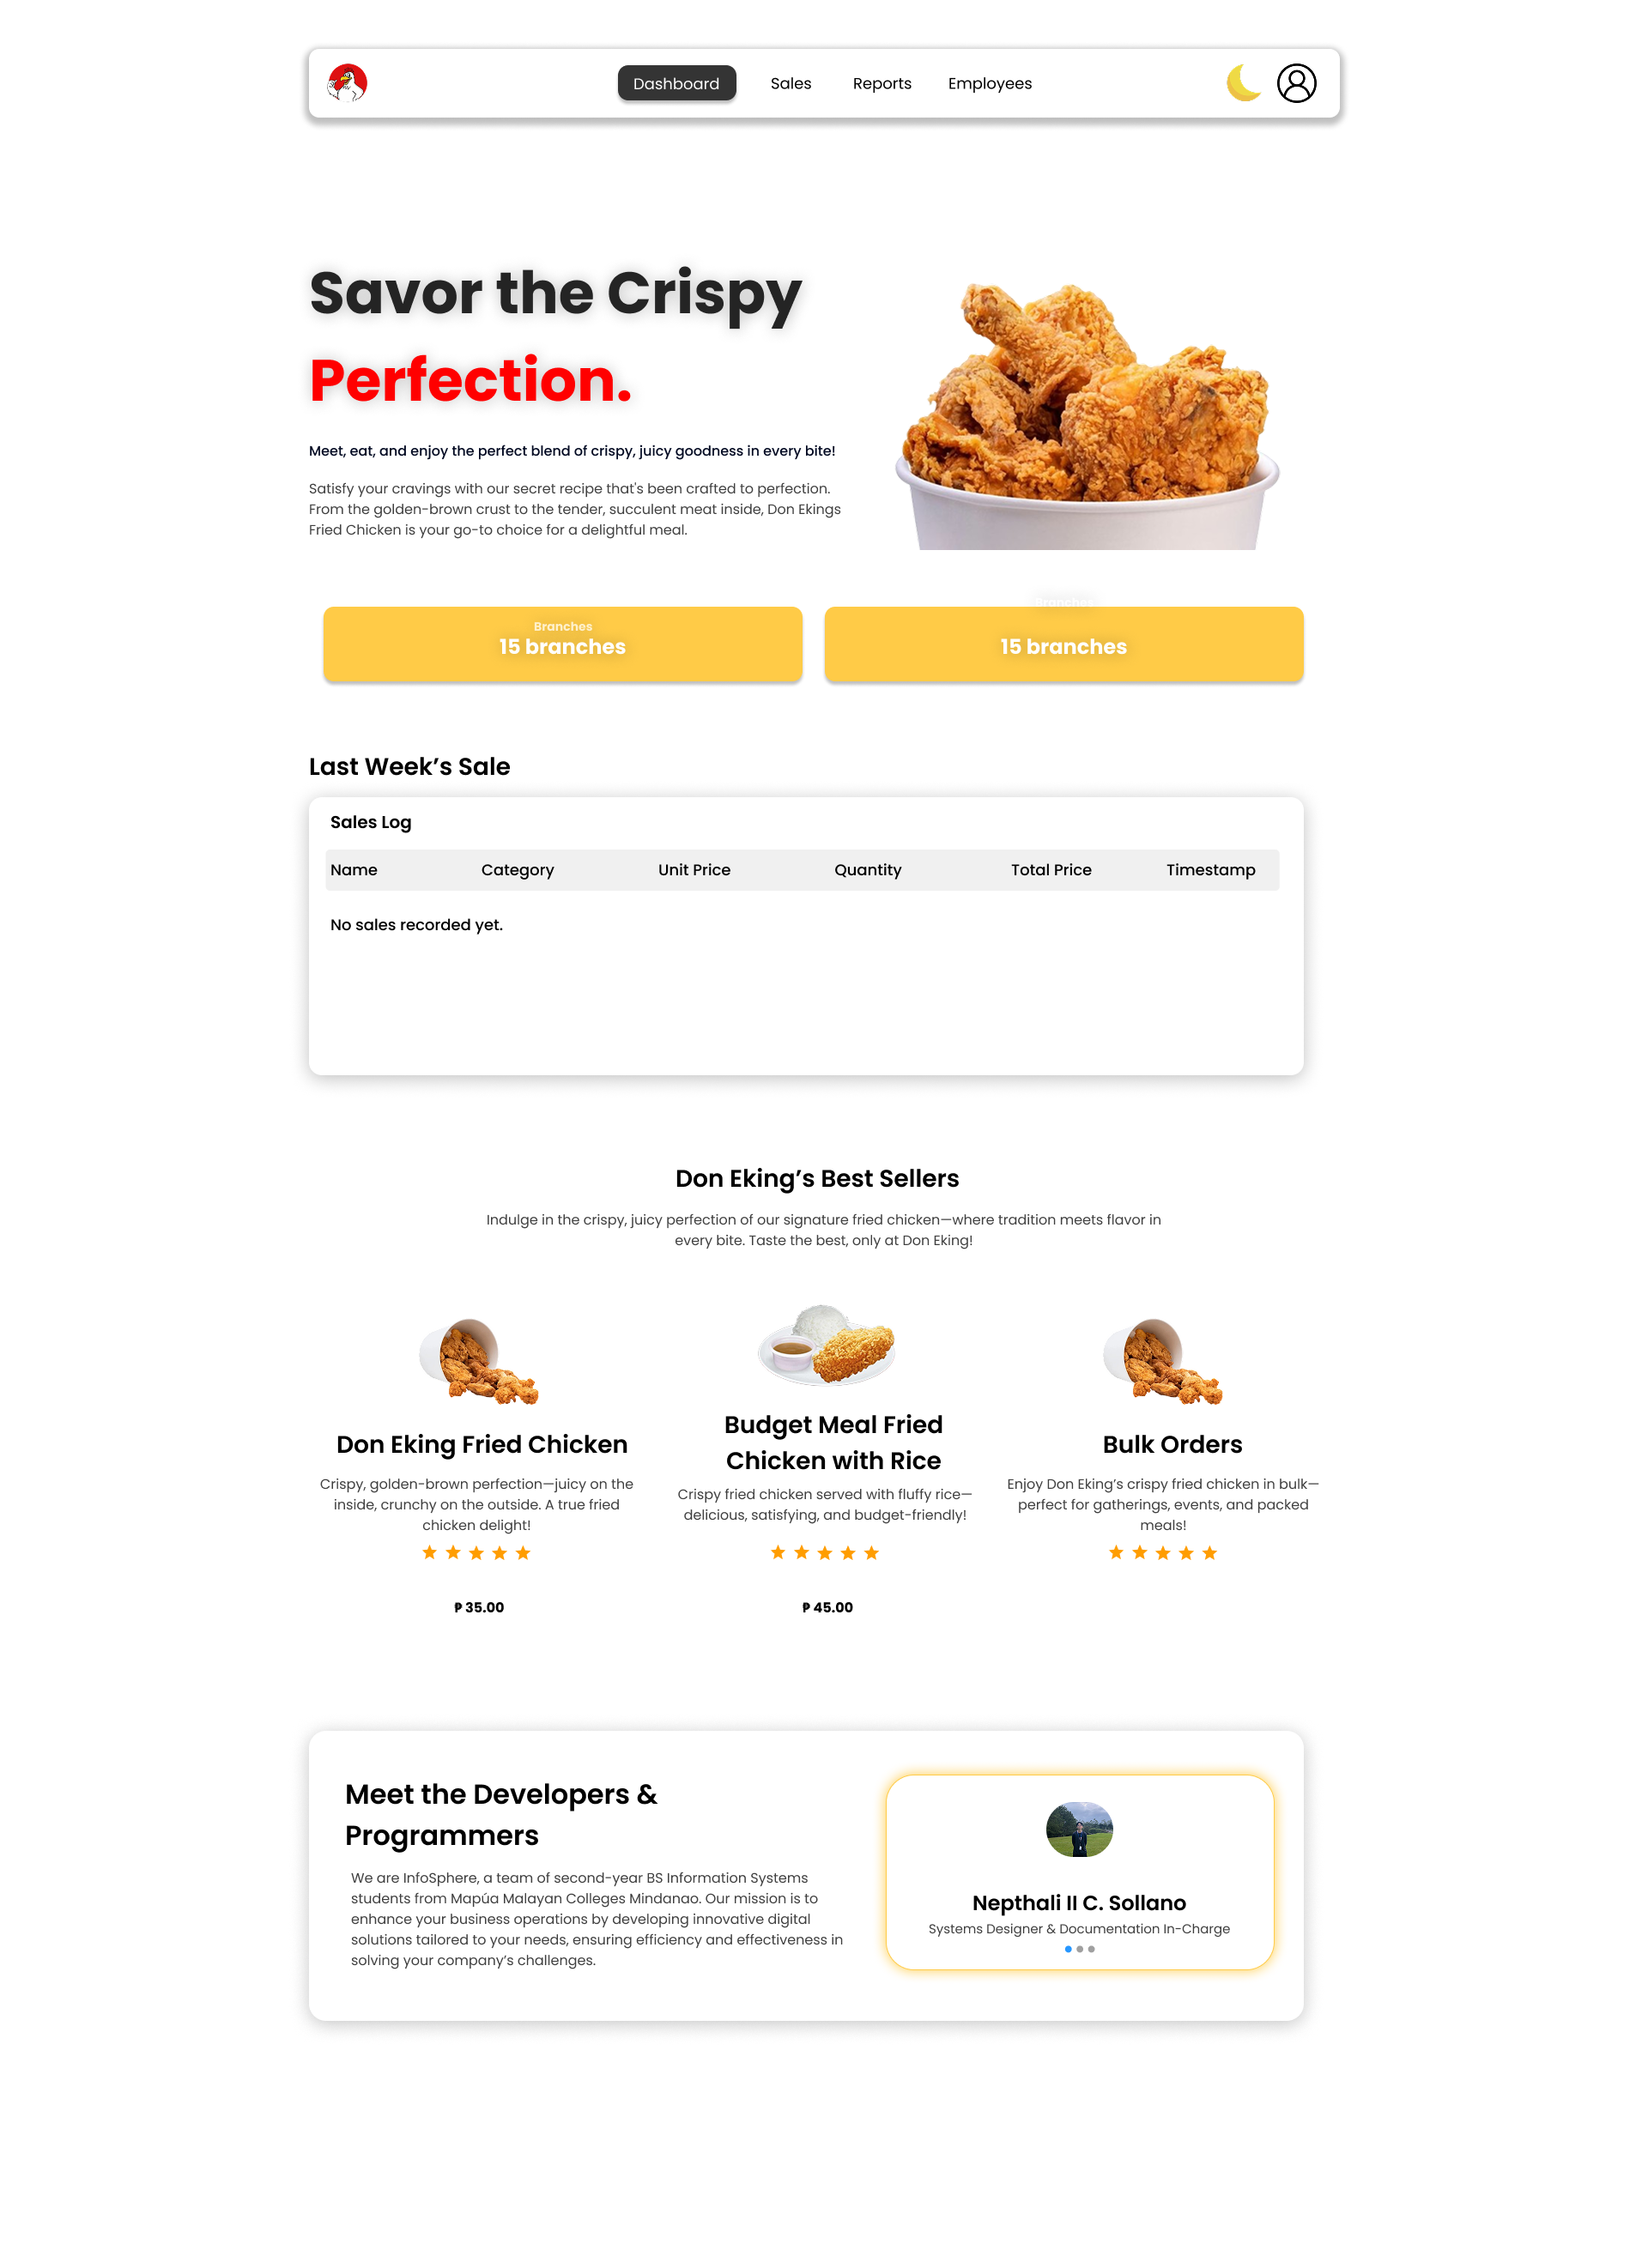 Dashboard
Sales
Reports
Employees
Savor the Crispy
Perfection.
Meet, eat, and enjoy the perfect blend of crispy, juicy goodness in every bite!
Satisfy your cravings with our secret recipe that's been crafted to perfection.
From the golden-brown crust to the tender, succulent meat inside, Don Ekings
Fried Chicken is your go-to choice for a delightful meal.
Branches
15 branches
Branches
15 branches
Last Week’s Sale
Sales Log
Name
Category
Unit Price
Quantity
Total Price
Timestamp
No sales recorded yet.
Don Eking’s Best Sellers
Indulge in the crispy, juicy perfection of our signature fried chicken—where tradition meets flavor in
every bite. Taste the best, only at Don Eking!
Don Eking Fried Chicken
Crispy, golden-brown perfection—juicy on the
inside, crunchy on the outside. A true fried
chicken delight!
₱ 35.00
Budget Meal Fried
Chicken with Rice
Crispy fried chicken served with fluffy rice—
delicious, satisfying, and budget-friendly!
₱ 45.00
Bulk Orders
Enjoy Don Eking’s crispy fried chicken in bulk—
perfect for gatherings, events, and packed
meals!
Meet the Developers &
Programmers
We are InfoSphere, a team of second-year BS Information Systems
students from Mapúa Malayan Colleges Mindanao. Our mission is to
enhance your business operations by developing innovative digital
solutions tailored to your needs, ensuring efficiency and effectiveness in
solving your company’s challenges.
Nepthali II C. Sollano
Systems Designer & Documentation In-Charge